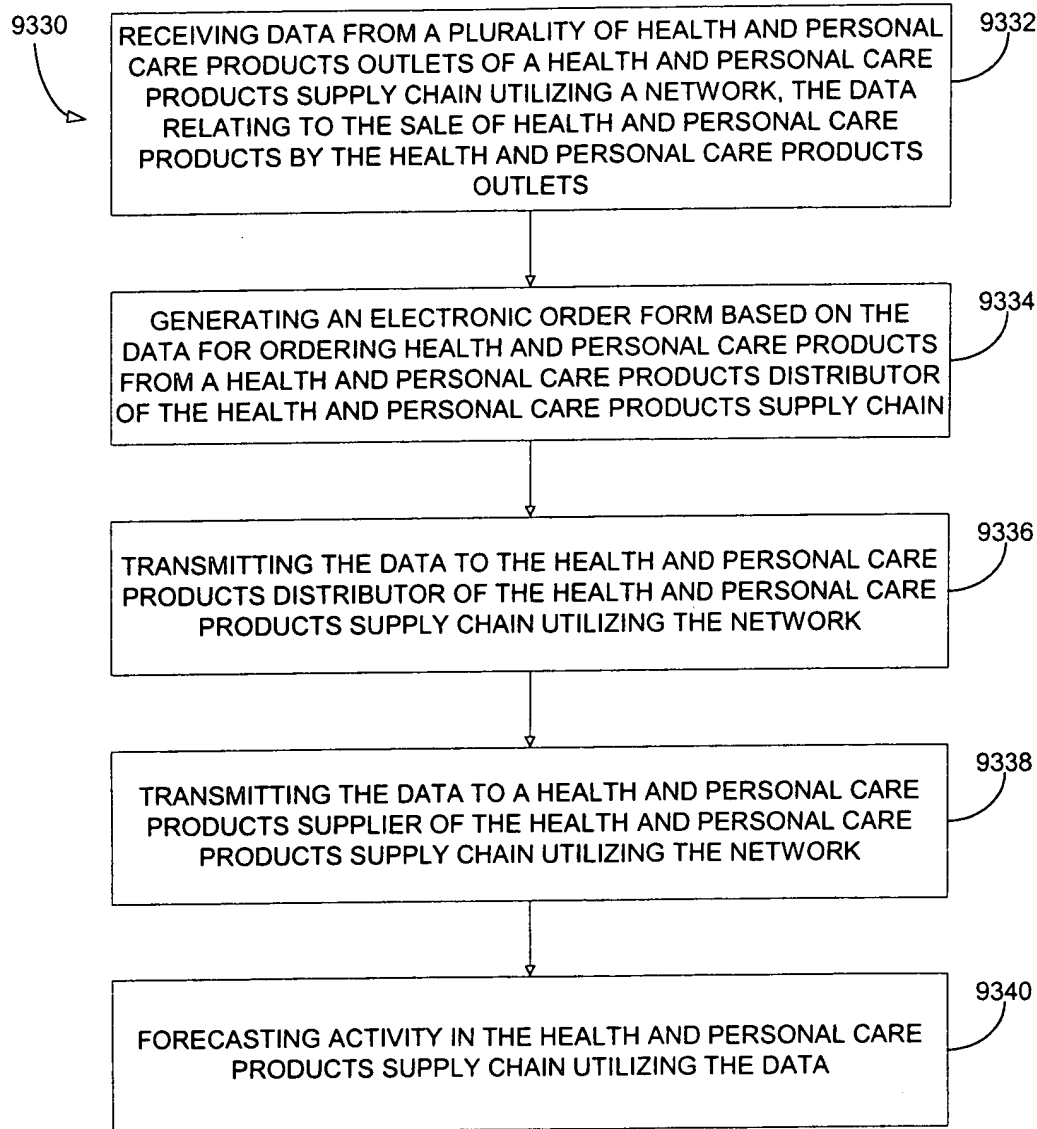 9330
RECEIVING DATA FROM A PLURALITY OF HEALTH AND PERSONAL
CARE PRODUCTS OUTLETS OF A HEALTH AND PERSONAL CARE
PRODUCTS SUPPLY CHAIN UTILIZING A NETWORK, THE DATA
RELATING TO THE SALE OF HEALTH AND PERSONAL CARE
PRODUCTS BY THE HEALTH AND PERSONAL CARE PRODUCTS
OUTLETS
9332
GENERATING AN ELECTRONIC ORDER FORM BASED ON THE
DATA FOR ORDERING HEALTH AND PERSONAL CARE PRODUCTS
FROM A HEALTH AND PERSONAL CARE PRODUCTS DISTRIBUTOR
OF THE HEALTH AND PERSONAL CARE PRODUCTS SUPPLY CHAIN
9334
TRANSMITTING THE DATA TO THE HEALTH AND PERSONAL CARE
PRODUCTS DISTRIBUTOR OF THE HEALTH AND PERSONAL CARE
PRODUCTS SUPPLY CHAIN UTILIZING THE NETWORK
9336
TRANSMITTING THE DATA TO A HEALTH AND PERSONAL CARE
PRODUCTS SUPPLIER OF THE HEALTH AND PERSONAL CARE
PRODUCTS SUPPLY CHAIN UTILIZING THE NETWORK
9338
FORECASTING ACTIVITY IN THE HEALTH AND PERSONAL CARE
PRODUCTS SUPPLY CHAIN UTILIZING THE DATA
9340